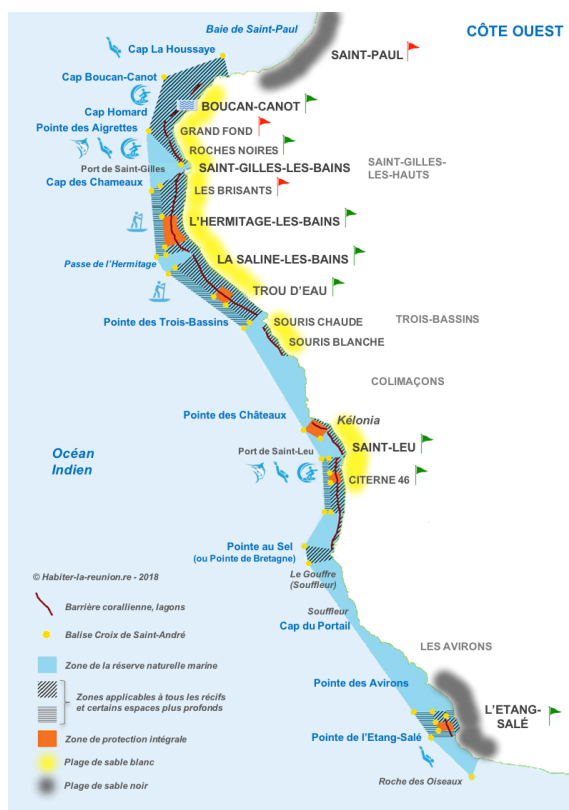 Baie de Saint-Paul
CÔTE OUEST
Cap La Houssaye
SAINT-PAUL
Cap Boucan-Canot
BOUCAN-CANOT
Cap Homard
Pointe des Aigrettes
GRAND FOND
ROCHES NOIRES
Port de Saint-Gilles
SAINT-GILLES-LES-BAINS
SAINT-GILLES-
LES-HAUTS
Cap des Chameaux
LES BRISANTS
L'HERMITAGE-LES-BAINS
Passe de l'Hermitage
LA SALINE-LES-BAINS
TROU D'EAU
Pointe des Trois-Bassins
SOURIS CHAUDE
TROIS-BASSINS
SOURIS BLANCHE
COLIMAÇONS
Pointe des Châteaux
Kélonia
Océan
Indien
Port de Saint-Leu
SAINT-LEU
CITERNE 46
Pointe au Sel
(ou Pointe de Bretagne)
Le Gouffre
(Souffleur)
Souffleur
Cap du Portail
LES AVIRONS
Pointe des Avirons
L'ETANG-
SALÉ
Pointe de l'Etang-Salé
Roche des Oiseaux
© Habiter-la-reunion.re - 2018
Barrière corallienne, lagons
Balise Croix de Saint-André
Zone de la réserve naturelle marine
Zones applicables à tous les récifs
et certains espaces plus profonds
Zone de protection intégrale
Plage de sable blanc
Plage de sable noir